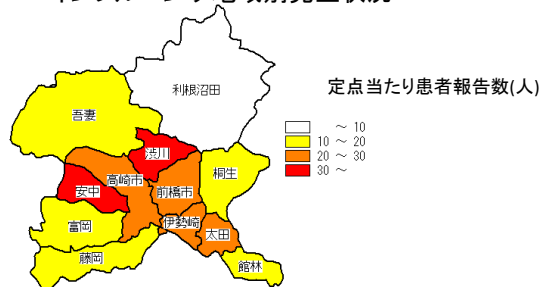 定点当たり患者報告数(人)
～ 10
10 ～ 20
20 ～ 30
30 ～
利根沼田
吾妻
渋川
桐生
高崎市
前橋市
安中
伊勢崎
富岡
太田
藤岡
館林